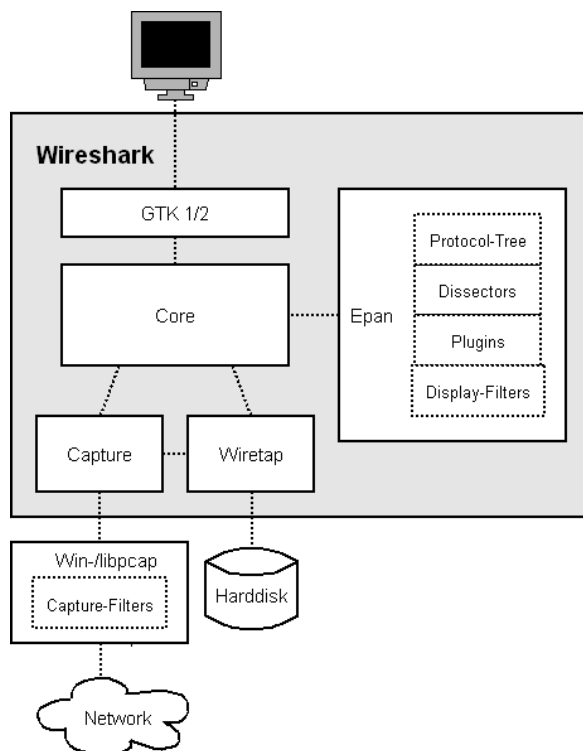 Wireshark
GTK 1/2
Protocol-Tree
Dissectors
Core
Epan
Plugins
Display-Filters
Capture
Wiretap
Win-/libpcap
Capture-Filters
Harddisk
Network